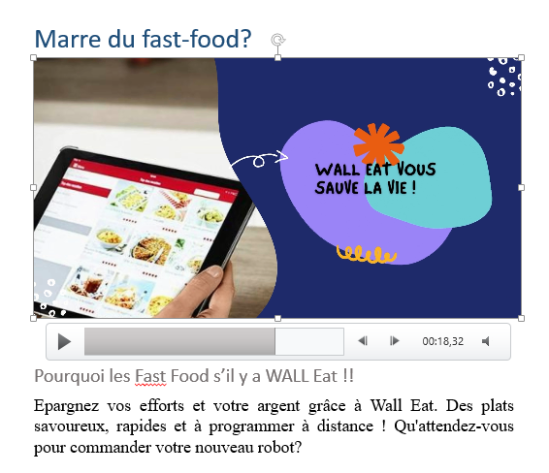 Marre du fast-food?
WALL EAT VOUS
SAUVE LA VIE !
00:18,32
Pourquoi les Fast Food s’il y a WALL Eat !!
Epargnez vos efforts et votre argent grâce à Wall Eat. Des plats
savoureux, rapides et à programmer à distance ! Qu'attendez-vous
pour commander votre nouveau robot?